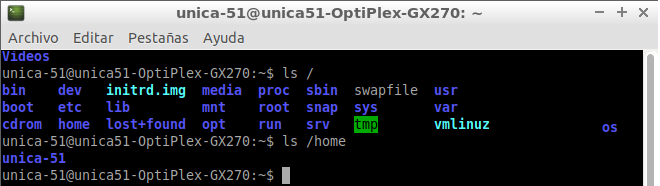 unica-51@unica51-OptiPlex-GX270: ~
Archivo Editar Pestañas Ayuda
Videos
unica-51@unica51-OptiPlex-GX270:~$ ls /
bin dev initrd.img media proc sbin swapfile usr
boot etc lib mnt root snap sys var
cdrom home lost+found opt run srv tmp vmlinuz os
unica-51@unica51-OptiPlex-GX270:~$ ls /home
unica-51
unica-51@unica51-OptiPlex-GX270:~$